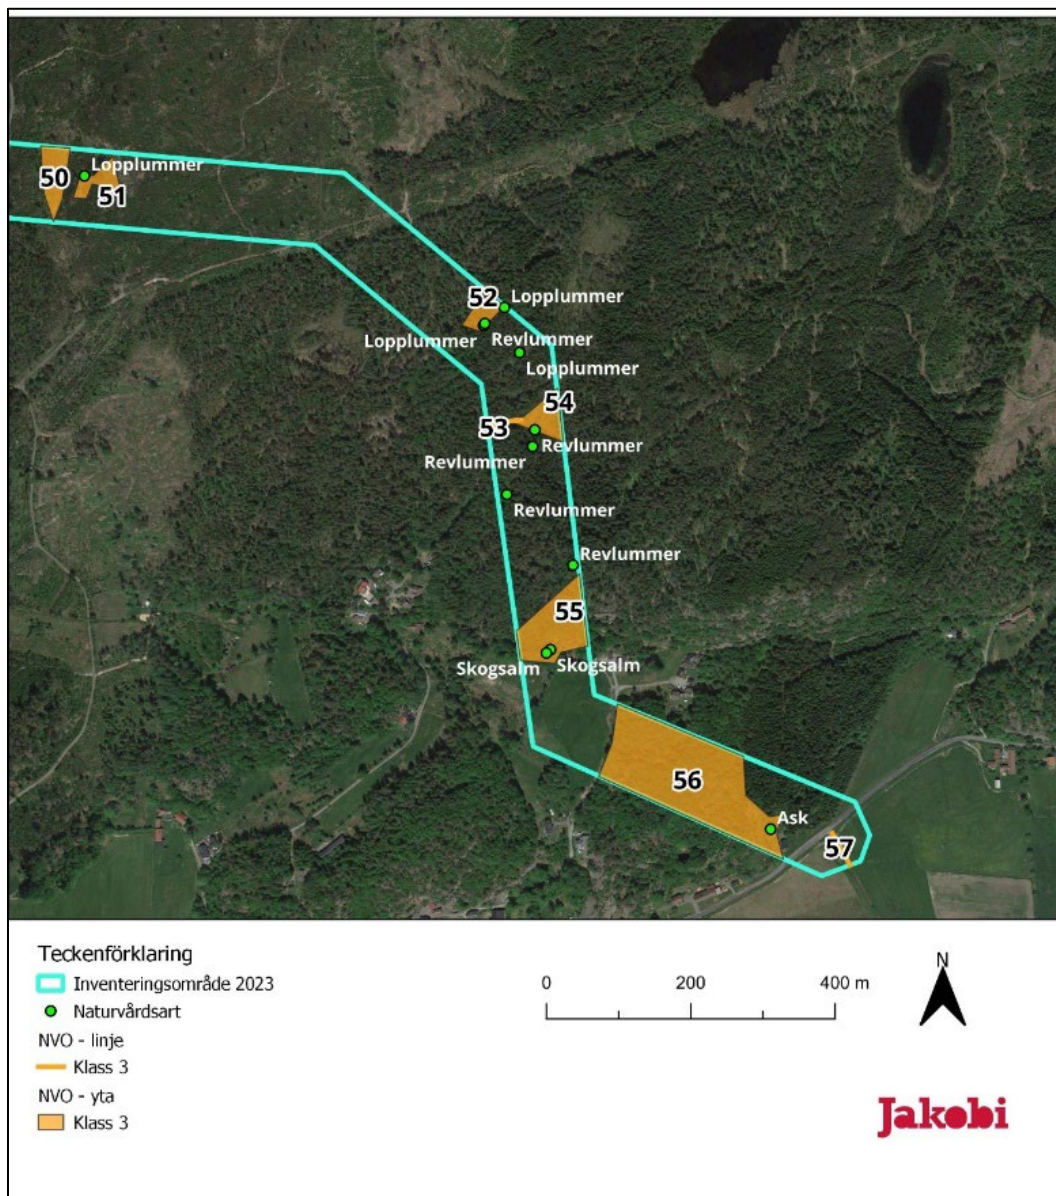 Lopplummer
50
51
52
Lopplummer
Lopplummer
Revlummer
Lopplummer
54
53
Revlummer
Revlummer
Revlummer
Revlummer
55
Skogsalm
Skogsalm
56
Ask
57
Teckenförklaring
Inventeringsområde 2023
Naturvårdsart
NVO - linje
Klass 3
NVO - yta
Klass 3
0 200 400 m
N
Jakobi